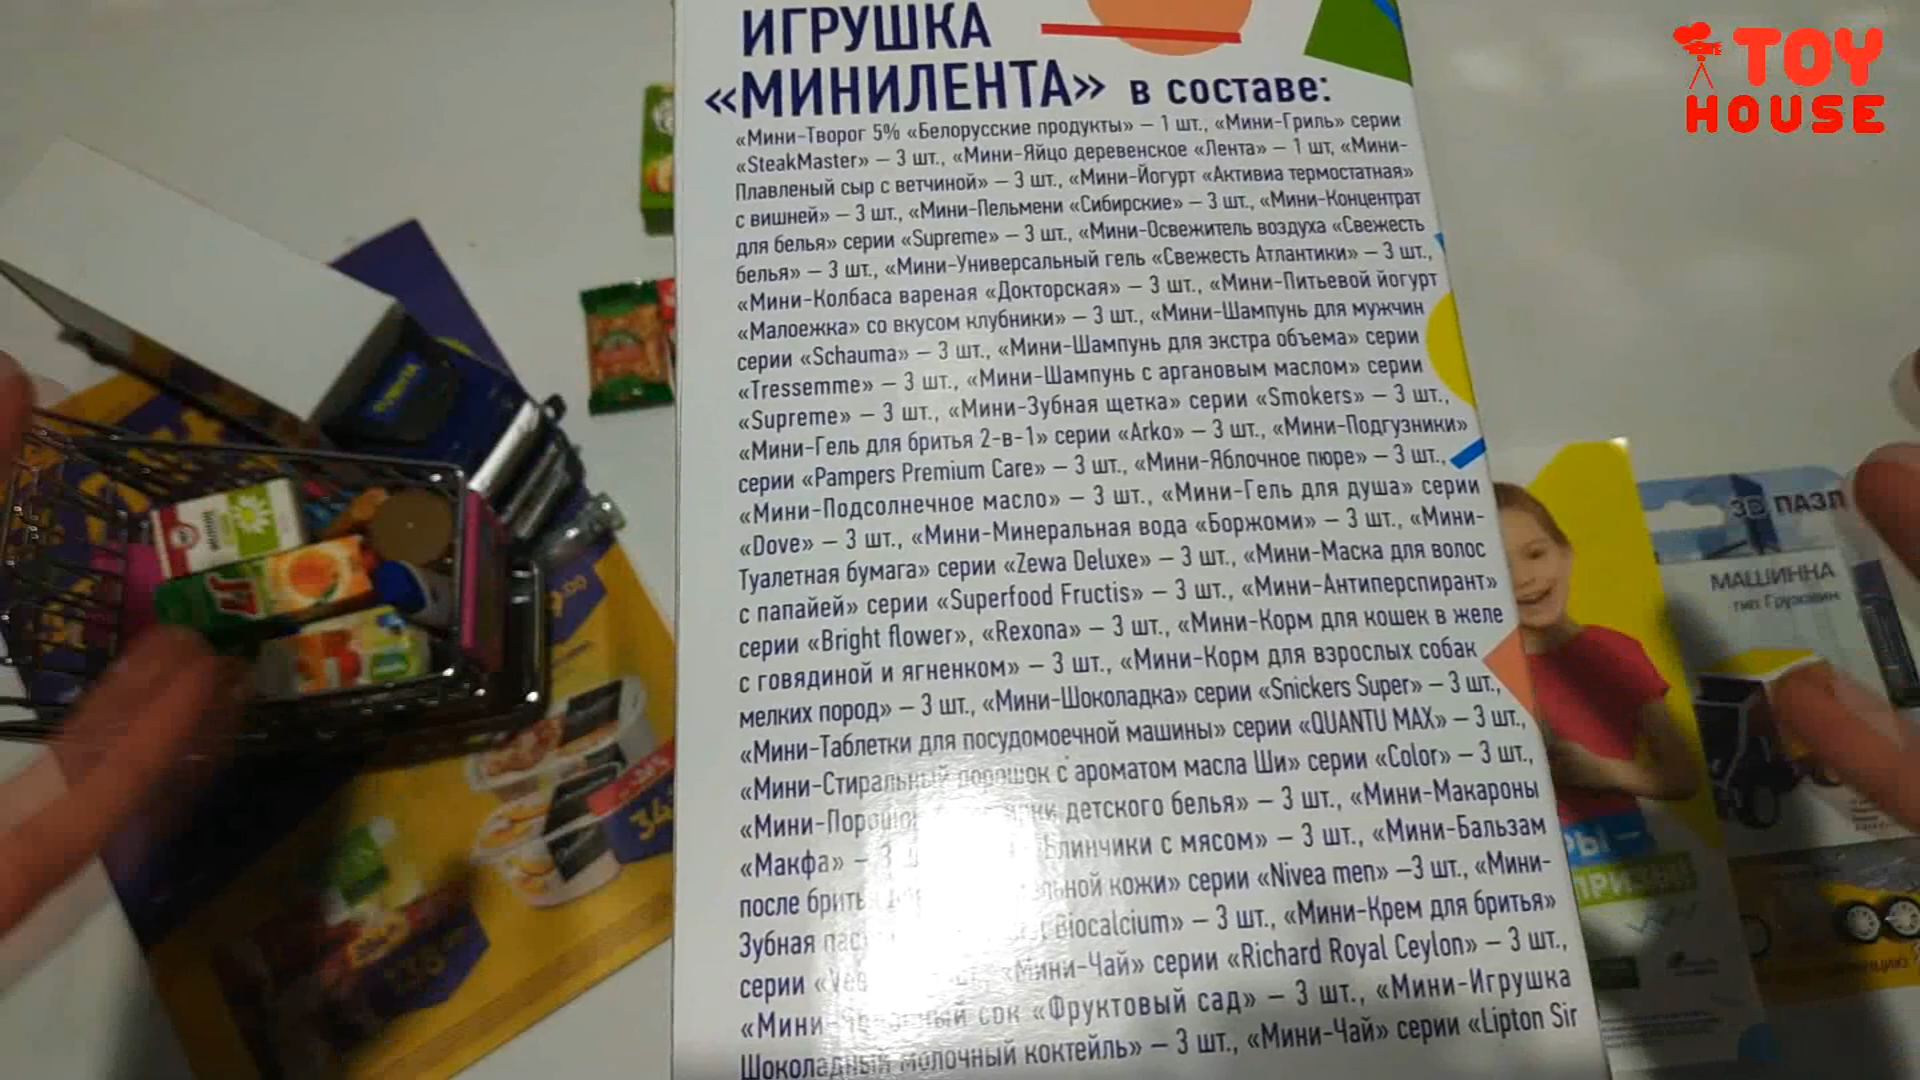 ИГРУШКА
«МИНИЛЕНТА» в составе:
«Мини-Творог 5% «Белорусские продукты» – 1 шт., «Мини-Гриль» серии
«SteakMaster» – 3 шт., «Мини-Яйцо деревенское «Лента» – 1 шт, «Мини-
Плавленый сыр с ветчиной» – 3 шт., «Мини-Йогурт «Активиа термостатная»
с вишней» – 3 шт., «Мини-Пельмени «Сибирские» – 3 шт., «Мини-Концентрат
для белья» серии «Supreme» – 3 шт., «Мини-Освежитель воздуха «Свежесть
белья» – 3 шт., «Мини-Универсальный гель «Свежесть Атлантики» – 3 шт.,
«Мини-Колбаса вареная «Докторская» – 3 шт., «Мини-Питьевой йогурт
«Малоежка» со вкусом клубники» – 3 шт., «Мини-Шампунь для мужчин
серии «Schauma» – 3 шт., «Мини-Шампунь для экстра объема» серии
«Tressemme» – 3 шт., «Мини-Шампунь с аргановым маслом» серии
«Supreme» – 3 шт., «Мини-Зубная щетка» серии «Smokers» – 3 шт.,
«Мини-Гель для бритья 2-в-1» серии «Arko» – 3 шт., «Мини-Подгузники»
серии «Pampers Premium Care» – 3 шт., «Мини-Яблочное пюре» – 3 шт.,
«Мини-Подсолнечное масло» – 3 шт., «Мини-Гель для душа» серии
«Dove» – 3 шт., «Мини-Минеральная вода «Боржоми» – 3 шт., «Мини-
Туалетная бумага» серии «Zewa Deluxe» – 3 шт., «Мини-Маска для волос
с папайей» серии «Superfood Fructis» – 3 шт., «Мини-Антиперспирант»
серии «Bright flower», «Rexona» – 3 шт., «Мини-Корм для кошек в желе
с говядиной и ягненком» – 3 шт., «Мини-Корм для взрослых собак
мелких пород» – 3 шт., «Мини-Шоколадка» серии «Snickers Super» – 3 шт.,
«Мини-Таблетки для посудомоечной машины» серии «QUANTU MAX» – 3 шт.,
«Мини-Стиральный порошок с ароматом масла Ши» серии «Color» – 3 шт.,
«Мини-Порошок детского белья» – 3 шт., «Мини-Макароны
«Макфа» – 3 Блинчики с мясом» – 3 шт., «Мини-Бальзам
после кожи» серии «Nivea men» –3 шт., «Мини-
Зубная Biocalcium» – 3 шт., «Мини-Крем для бритья»
серии «Мини-Чай» серии «Richard Royal Ceylon» – 3 шт.,
«Мини- сок «Фруктовый сад» – 3 шт., «Мини-Игрушка
Шоколадный молочный коктейль» – 3 шт., «Мини-Чай» серии «Lipton Sir
TOY
HOUSE
3D ПАЗЛ
МАШИННА
тип Грузовик
J7